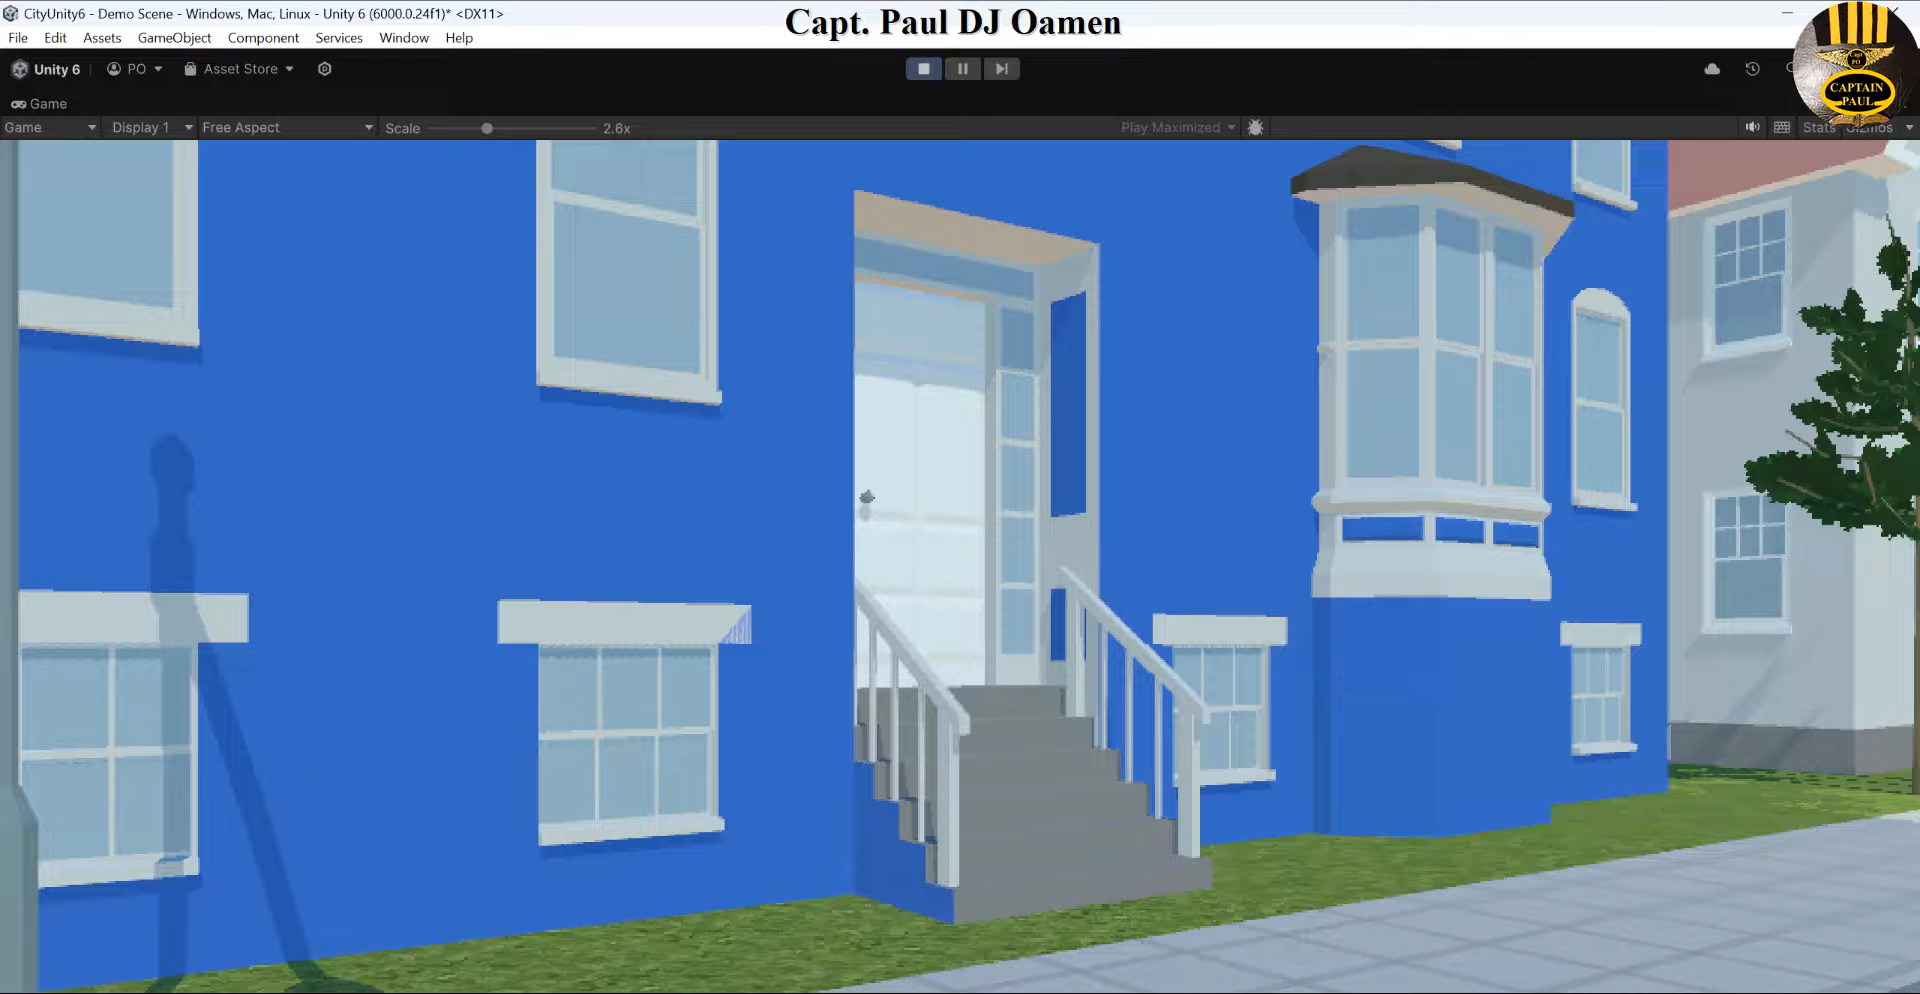 CityUnity6 - Demo Scene - Windows, Mac, Linux - Unity 6 (6000.0.24f1)* <DX11>
Capt. Paul DJ Oamen
File Edit Assets GameObject Component Services Window Help
Unity 6 PO Asset Store
Game
Game Display 1 Free Aspect Scale 2.6x Play Maximized Stats Gizmos
CAPTAIN
PAUL